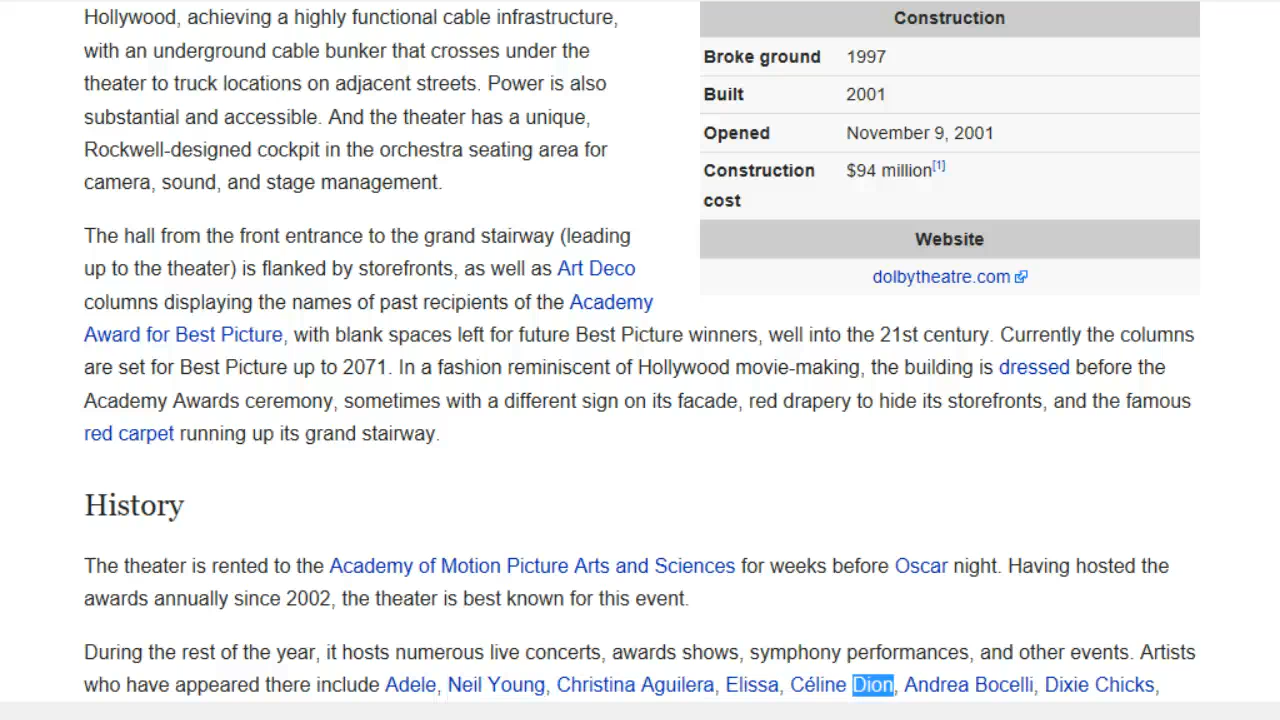 Hollywood, achieving a highly functional cable infrastructure,
with an underground cable bunker that crosses under the
theater to truck locations on adjacent streets. Power is also
substantial and accessible. And the theater has a unique,
Rockwell-designed cockpit in the orchestra seating area for
camera, sound, and stage management.
The hall from the front entrance to the grand stairway (leading
up to the theater) is flanked by storefronts, as well as Art Deco
columns displaying the names of past recipients of the Academy
Award for Best Picture, with blank spaces left for future Best Picture winners, well into the 21st century. Currently the columns
are set for Best Picture up to 2071. In a fashion reminiscent of Hollywood movie-making, the building is dressed before the
Academy Awards ceremony, sometimes with a different sign on its facade, red drapery to hide its storefronts, and the famous
red carpet running up its grand stairway.
Construction
Broke ground 1997
Built 2001
Opened November 9, 2001
Construction $94 million[1]
cost
Website
dolbytheatre.com
History
The theater is rented to the Academy of Motion Picture Arts and Sciences for weeks before Oscar night. Having hosted the
awards annually since 2002, the theater is best known for this event.
During the rest of the year, it hosts numerous live concerts, awards shows, symphony performances, and other events. Artists
who have appeared there include Adele, Neil Young, Christina Aguilera, Elissa, Céline Dion, Andrea Bocelli, Dixie Chicks,